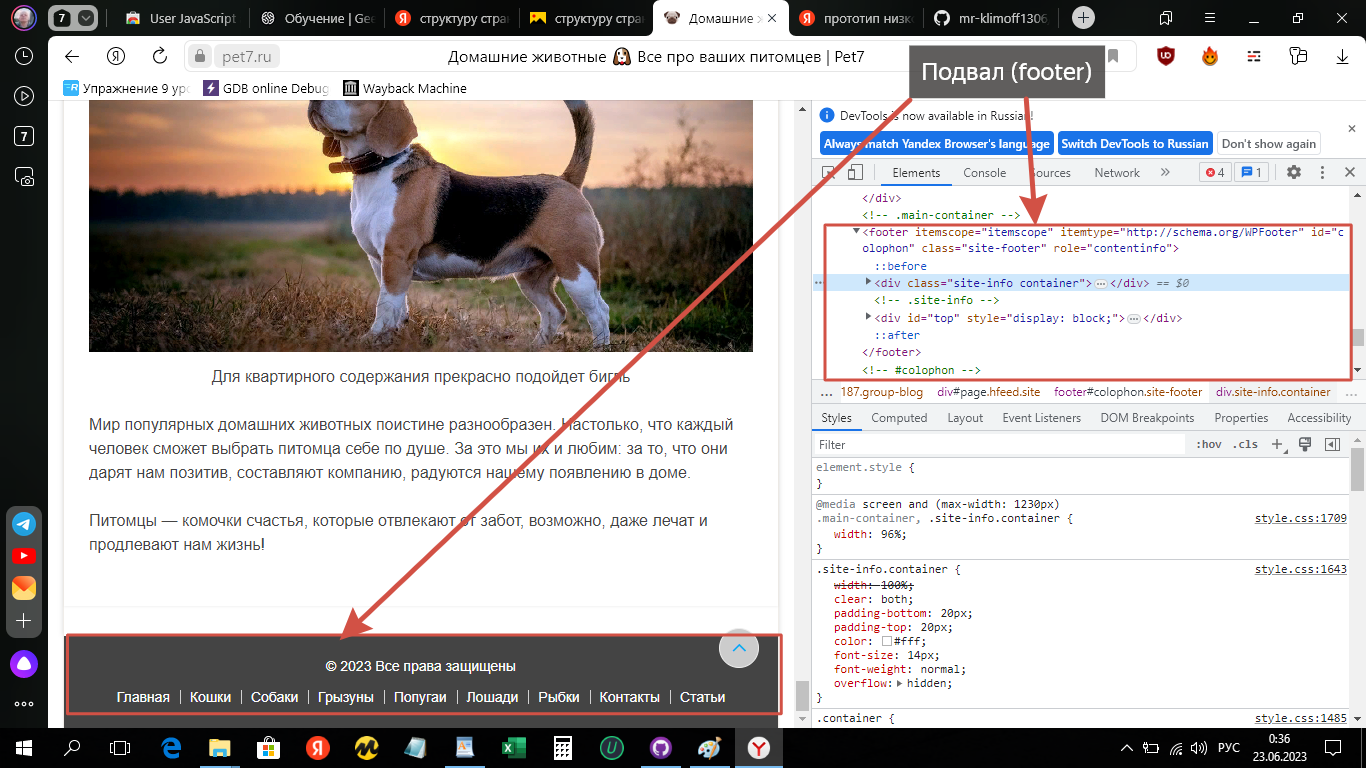 7
User JavaScript
Обучение | Gee
структуру стра
структуру стра
Домашние ж
прототип низко
mr-klimoff1306
pet7.ru
Домашние животные Все про ваших питомцев | Pet7
Упражнение 9 уро
GDB online Debug
Wayback Machine
7
Подвал (footer)
Для квартирного содержания прекрасно подойдет бигль
Мир популярных домашних животных поистине разнообразен. Настолько, что каждый
человек сможет выбрать питомца себе по душе. За это мы их и любим: за то, что они
дарят нам позитив, составляют компанию, радуются нашему появлению в доме.
Питомцы — комочки счастья, которые отвлекают от забот, возможно, даже лечат и
продлевают нам жизнь!
© 2023 Все права защищены
Главная | Кошки | Собаки | Грызуны | Попугаи | Лошади | Рыбки | Контакты | Статьи
DevTools is now available in Russian!
Always match Yandex Browser's language
Switch DevTools to Russian
Don't show again
Elements Console Sources Network » 4 1
</div>
<!-- .main-container -->
<footer itemscope="itemscope" itemtype="http://schema.org/WPFooter" id="c
olophon" class="site-footer" role="contentinfo">
::before
<div class="site-info container"> … </div> == $0
<!-- .site-info -->
<div id="top" style="display: block;"> … </div>
::after
</footer>
<!-- #colophon -->
… 187.group-blog div#page.hfeed.site footer#colophon.site-footer div.site-info.container …
Styles Computed Layout Event Listeners DOM Breakpoints Properties Accessibility
Filter :hov .cls +
element.style {
}
@media screen and (max-width: 1230px)
.main-container, .site-info.container { style.css:1709
width: 96%;
}
.site-info.container { style.css:1643
width: 100%;
clear: both;
padding-bottom: 20px;
padding-top: 20px;
color: #fff;
font-size: 14px;
font-weight: normal;
overflow: hidden;
}
.container { style.css:1485
РУС
0:36
23.06.2023